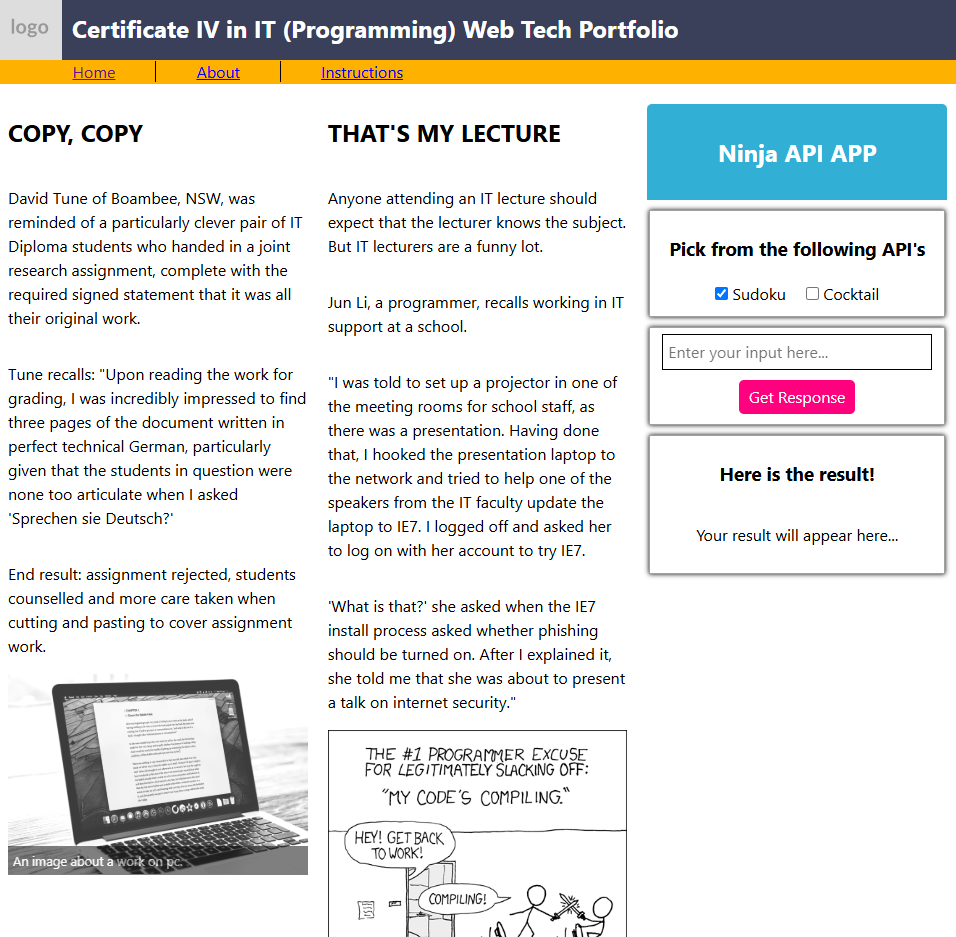 logo
Certificate IV in IT (Programming) Web Tech Portfolio
Home
About
Instructions
COPY, COPY
David Tune of Boambee, NSW, was
reminded of a particularly clever pair of IT
Diploma students who handed in a joint
research assignment, complete with the
required signed statement that it was all
their original work.
Tune recalls: "Upon reading the work for
grading, I was incredibly impressed to find
three pages of the document written in
perfect technical German, particularly
given that the students in question were
none too articulate when I asked
'Sprechen sie Deutsch?'
End result: assignment rejected, students
counselled and more care taken when
cutting and pasting to cover assignment
work.
An image about a work on pc.
THAT'S MY LECTURE
Anyone attending an IT lecture should
expect that the lecturer knows the subject.
But IT lecturers are a funny lot.
Jun Li, a programmer, recalls working in IT
support at a school.
"I was told to set up a projector in one of
the meeting rooms for school staff, as
there was a presentation. Having done
that, I hooked the presentation laptop to
the network and tried to help one of the
speakers from the IT faculty update the
laptop to IE7. I logged off and asked her
to log on with her account to try IE7.
'What is that?' she asked when the IE7
install process asked whether phishing
should be turned on. After I explained it,
she told me that she was about to present
a talk on internet security."
THE #1 PROGRAMMER EXCUSE
FOR LEGITIMATELY SLACKING OFF:
"MY CODE'S COMPILING."
HEY! GET BACK
TO WORK!
COMPILING!
Ninja API APP
Pick from the following API's
Sudoku
Cocktail
Enter your input here...
Get Response
Here is the result!
Your result will appear here...